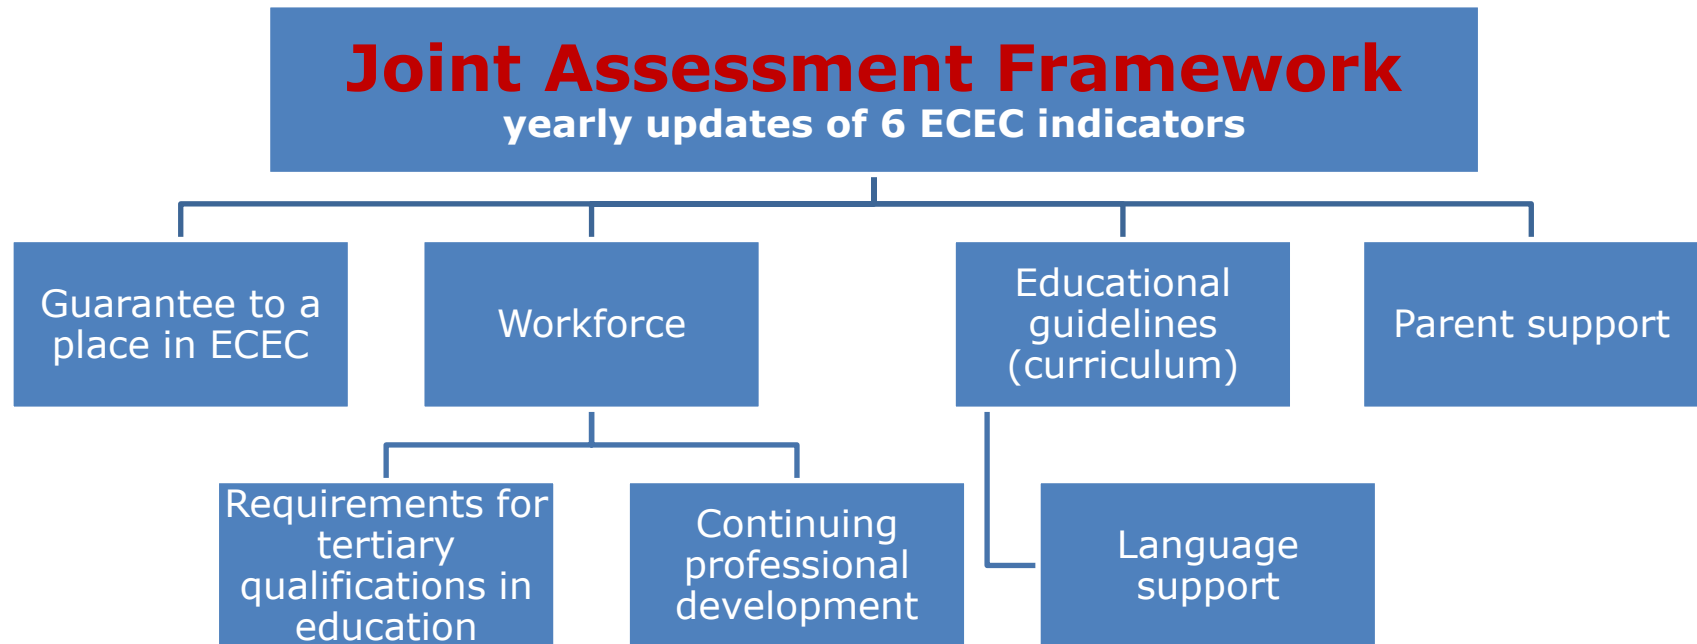 Joint Assessment Framework
yearly updates of 6 ECEC indicators
Guarantee to a
place in ECEC
Workforce
Educational
guidelines
(curriculum)
Parent support
Requirements for
tertiary
qualifications in
education
Continuing
professional
development
Language
support